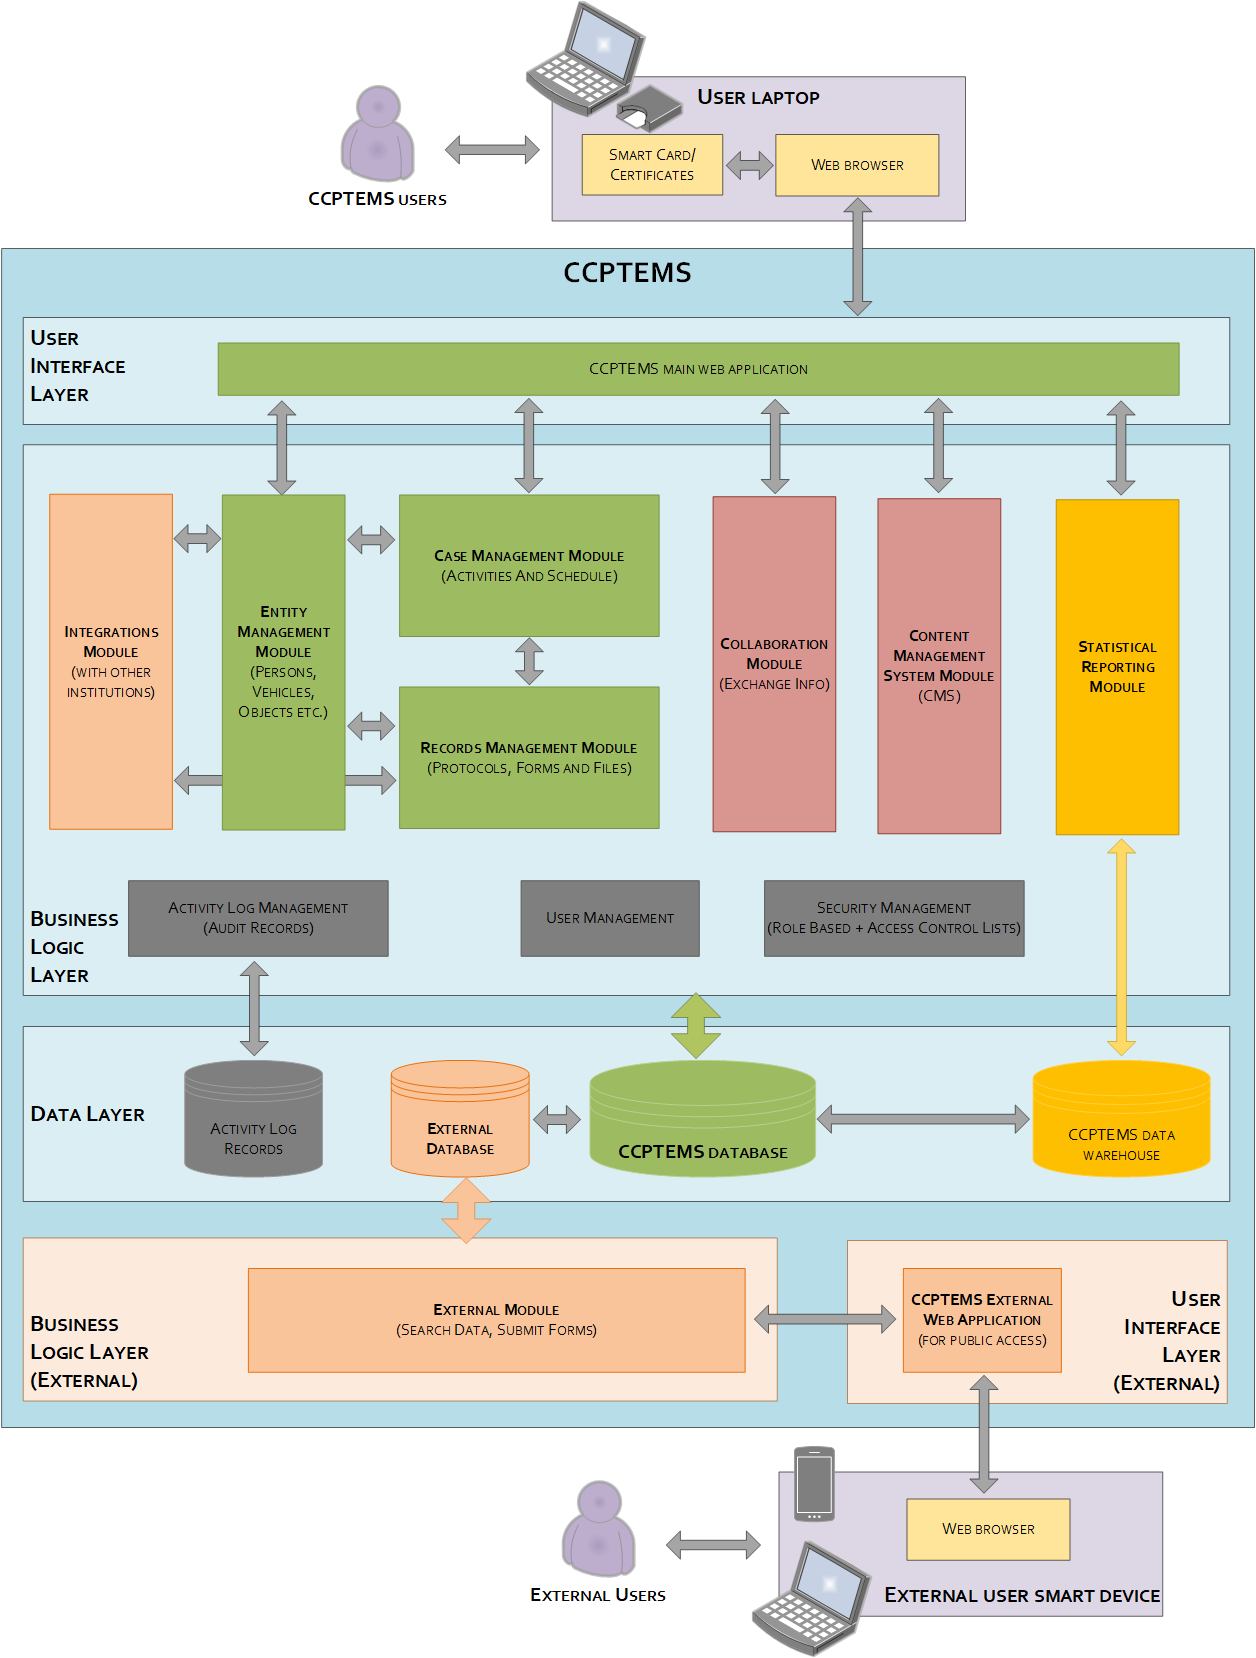 User laptop
Smart Card/
Certificates
Web browser
CCPTEMS users
CCPTEMS
User
Interface
Layer
CCPTEMS main web application
Integrations
Module
(with other
institutions)
Entity
Management
Module
(Persons,
Vehicles,
Objects etc.)
Case Management Module
(Activities And Schedule)
Records Management Module
(Protocols, Forms and Files)
Collaboration
Module
(Exchange Info)
Content
Management
System Module
(CMS)
Statistical
Reporting
Module
Business
Logic
Layer
Activity Log Management
(Audit Records)
User Management
Security Management
(Role Based + Access Control Lists)
Data Layer
Activity Log
Records
External
Database
CCPTEMS database
CCPTEMS data
warehouse
Business
Logic Layer
(External)
External Module
(Search Data, Submit Forms)
CCPTEMS External
Web Application
(for public access)
User
Interface
Layer
(External)
Web browser
External Users
External user smart device